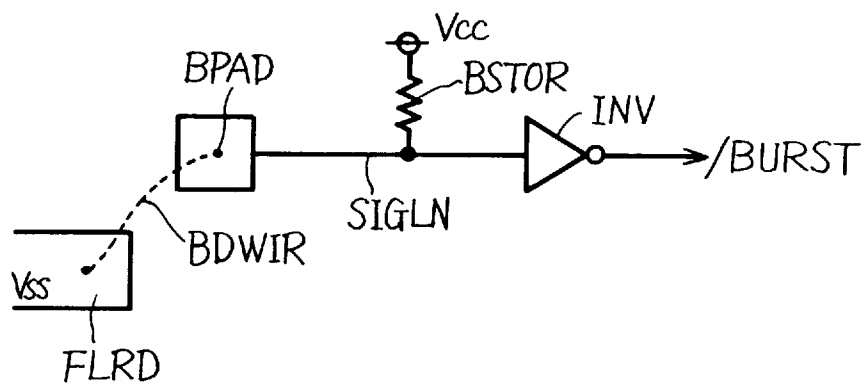 Vcc
BPAD
BSTOR
INV
/BURST
SIGLN
BDWIR
Vss
FLRD